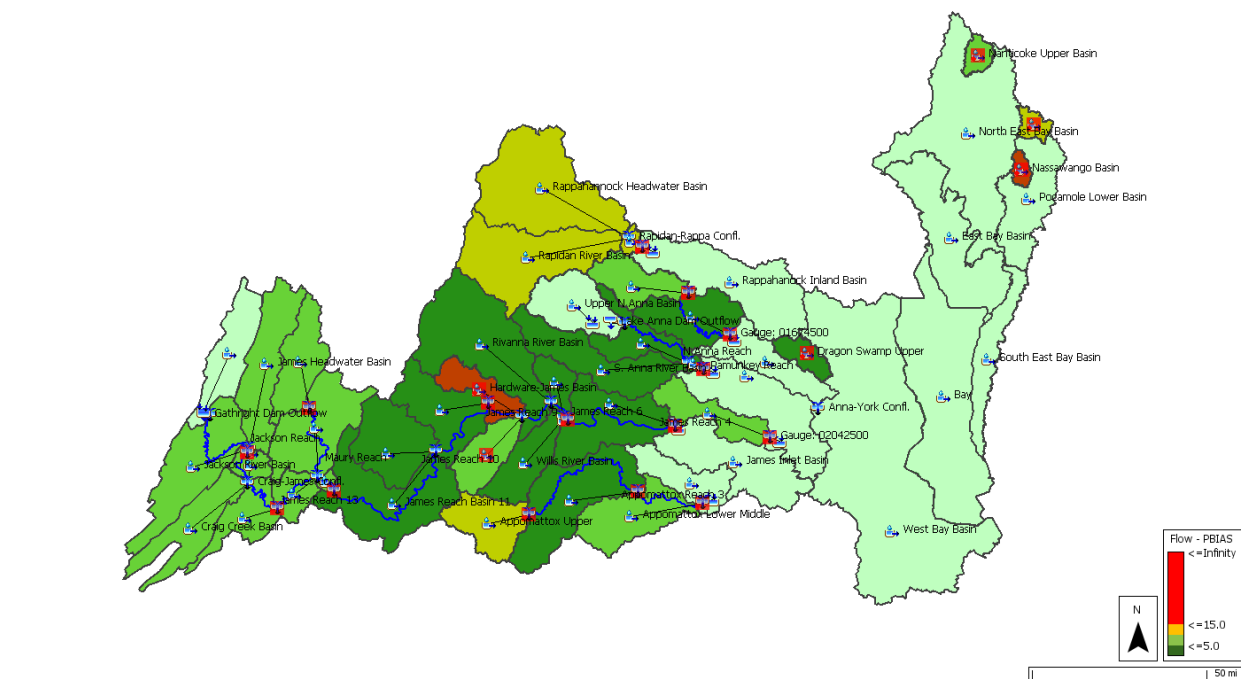 Nanticoke Upper Basin
North East Bay Basin
Nassawango Basin
Rappahannock Headwater Basin
Pocamole Lower Basin
Rapidan-Rappa Confl.
East Bay Basin
Rapidan River Basin
Rappahannock Inland Basin
Upper N.Anna Basin
Lake Anna Dam Outflow
Gauge: 01674500
Rivanna River Basin
N.Anna Reach
Dragon Swamp Upper
South East Bay Basin
James Headwater Basin
S. Anna River
Pamunkey Reach
Hardware-James Basin
Bay
Gathright Dam Outflow
James Reach 6
Anna-York Confl.
James Reach 4
Gauge: 02042500
Jackson Reach
Maury Reach
James Reach 10
Wills River Basin
James Inlet Basin
Jackson River Basin
Craig-James Confl.
James Reach 13
James Reach Basin 11
Appomattox Reach 3
Appomattox Lower Middle
Craig Creek Basin
Appomattox Upper
West Bay Basin
Flow - PBIAS
<=Infinity
<=15.0
<=5.0
N
50 mi